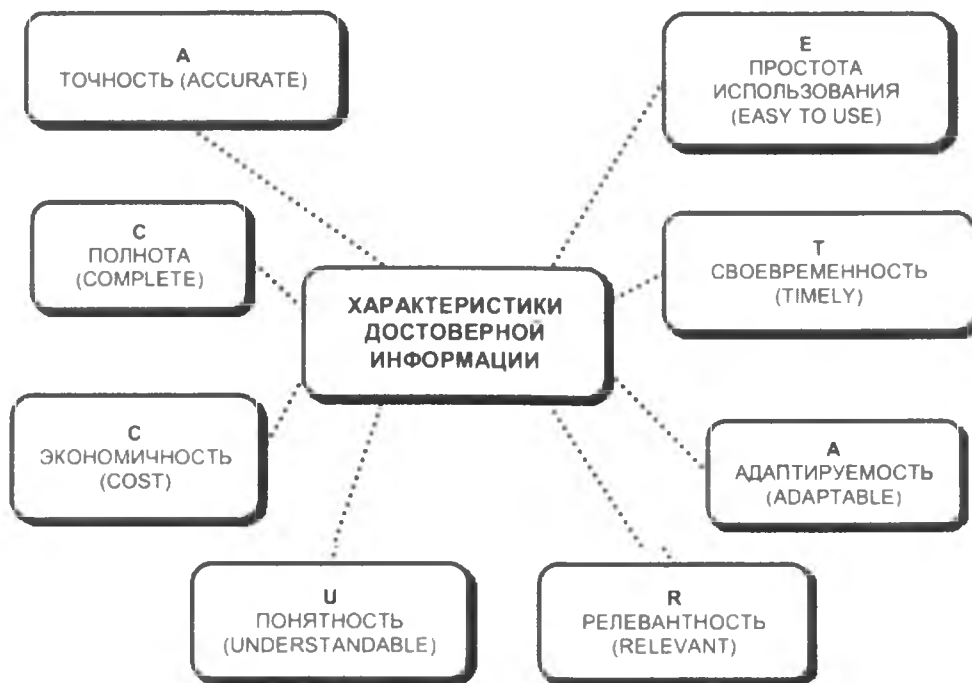 A
ТОЧНОСТЬ (ACCURATE)
C
ПОЛНОТА
(COMPLETE)
C
ЭКОНОМИЧНОСТЬ
(COST)
U
ПОНЯТНОСТЬ
(UNDERSTANDABLE)
R
РЕЛЕВАНТНОСТЬ
(RELEVANT)
A
АДАПТИРУЕМОСТЬ
(ADAPTABLE)
T
СВОЕВРЕМЕННОСТЬ
(TIMELY)
E
ПРОСТОТА
ИСПОЛЬЗОВАНИЯ
(EASY TO USE)
ХАРАКТЕРИСТИКИ
ДОСТОВЕРНОЙ
ИНФОРМАЦИИ